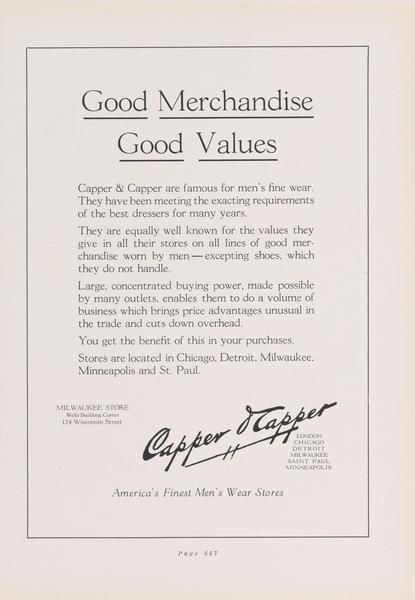 Good Merchandise
Good Values
Capper & Capper are famous for men's fine wear.
They have been meeting the exacting requirements
of the best dressers for many years.
They are equally well known for the values they
give in all their stores on all lines of good mer-
chandise worn by men—excepting shoes, which
they do not handle.
Large, concentrated buying power, made possible
by many outlets, enables them to do a volume of
business which brings price advantages unusual in
the trade and cuts down overhead.
You get the benefit of this in your purchases.
Stores are located in Chicago, Detroit, Milwaukee,
Minneapolis and St. Paul.
MILWAUKEE STORE
Wells Building Corner
124 Wisconsin Street
Capper & Capper
LONDON
CHICAGO
DETROIT
MILWAUKEE
SAINT PAUL
MINNEAPOLIS
America's Finest Men's Wear Stores
Page 667